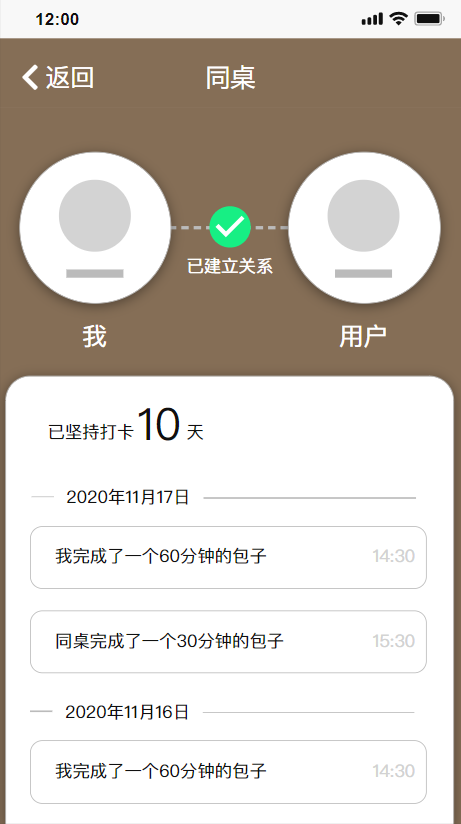 12:00
返回 同桌
已建立关系
我 用户
已坚持打卡10天
2020年11月17日
我完成了一个60分钟的包子 14:30
同桌完成了一个30分钟的包子 15:30
2020年11月16日
我完成了一个60分钟的包子 14:30